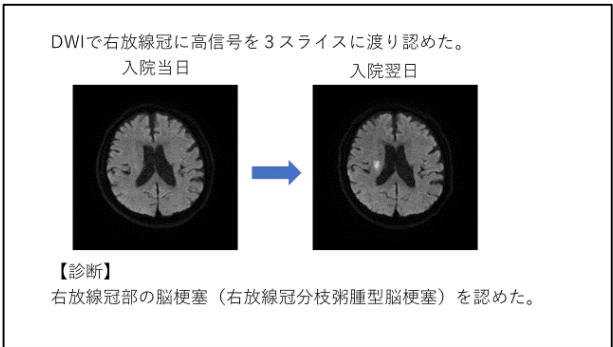 DWIで右放線冠に高信号を３スライスに渡り認めた。
入院当日
入院翌日
【診断】
右放線冠部の脳梗塞（右放線冠分枝粥腫型脳梗塞）を認めた。